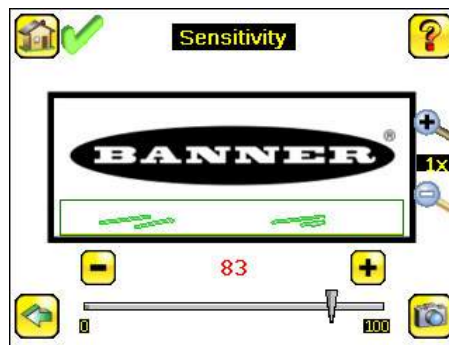 Sensitivity
?
BANNER®
+
1x
-
- 83 +
0 100